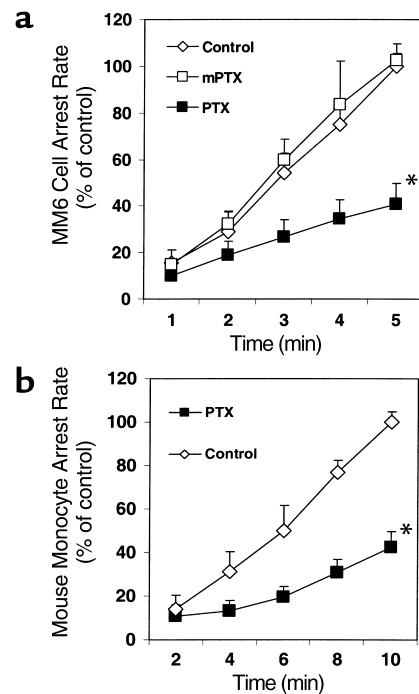 a
MM6 Cell Arrest Rate
(% of control)
120
100
80
60
40
20
0
Control
mPTX
PTX
*
1 2 3 4 5
Time (min)
b
Mouse Monocyte Arrest Rate
(% of control)
120
100
80
60
40
20
0
PTX
Control
*
2 4 6 8 10
Time (min)